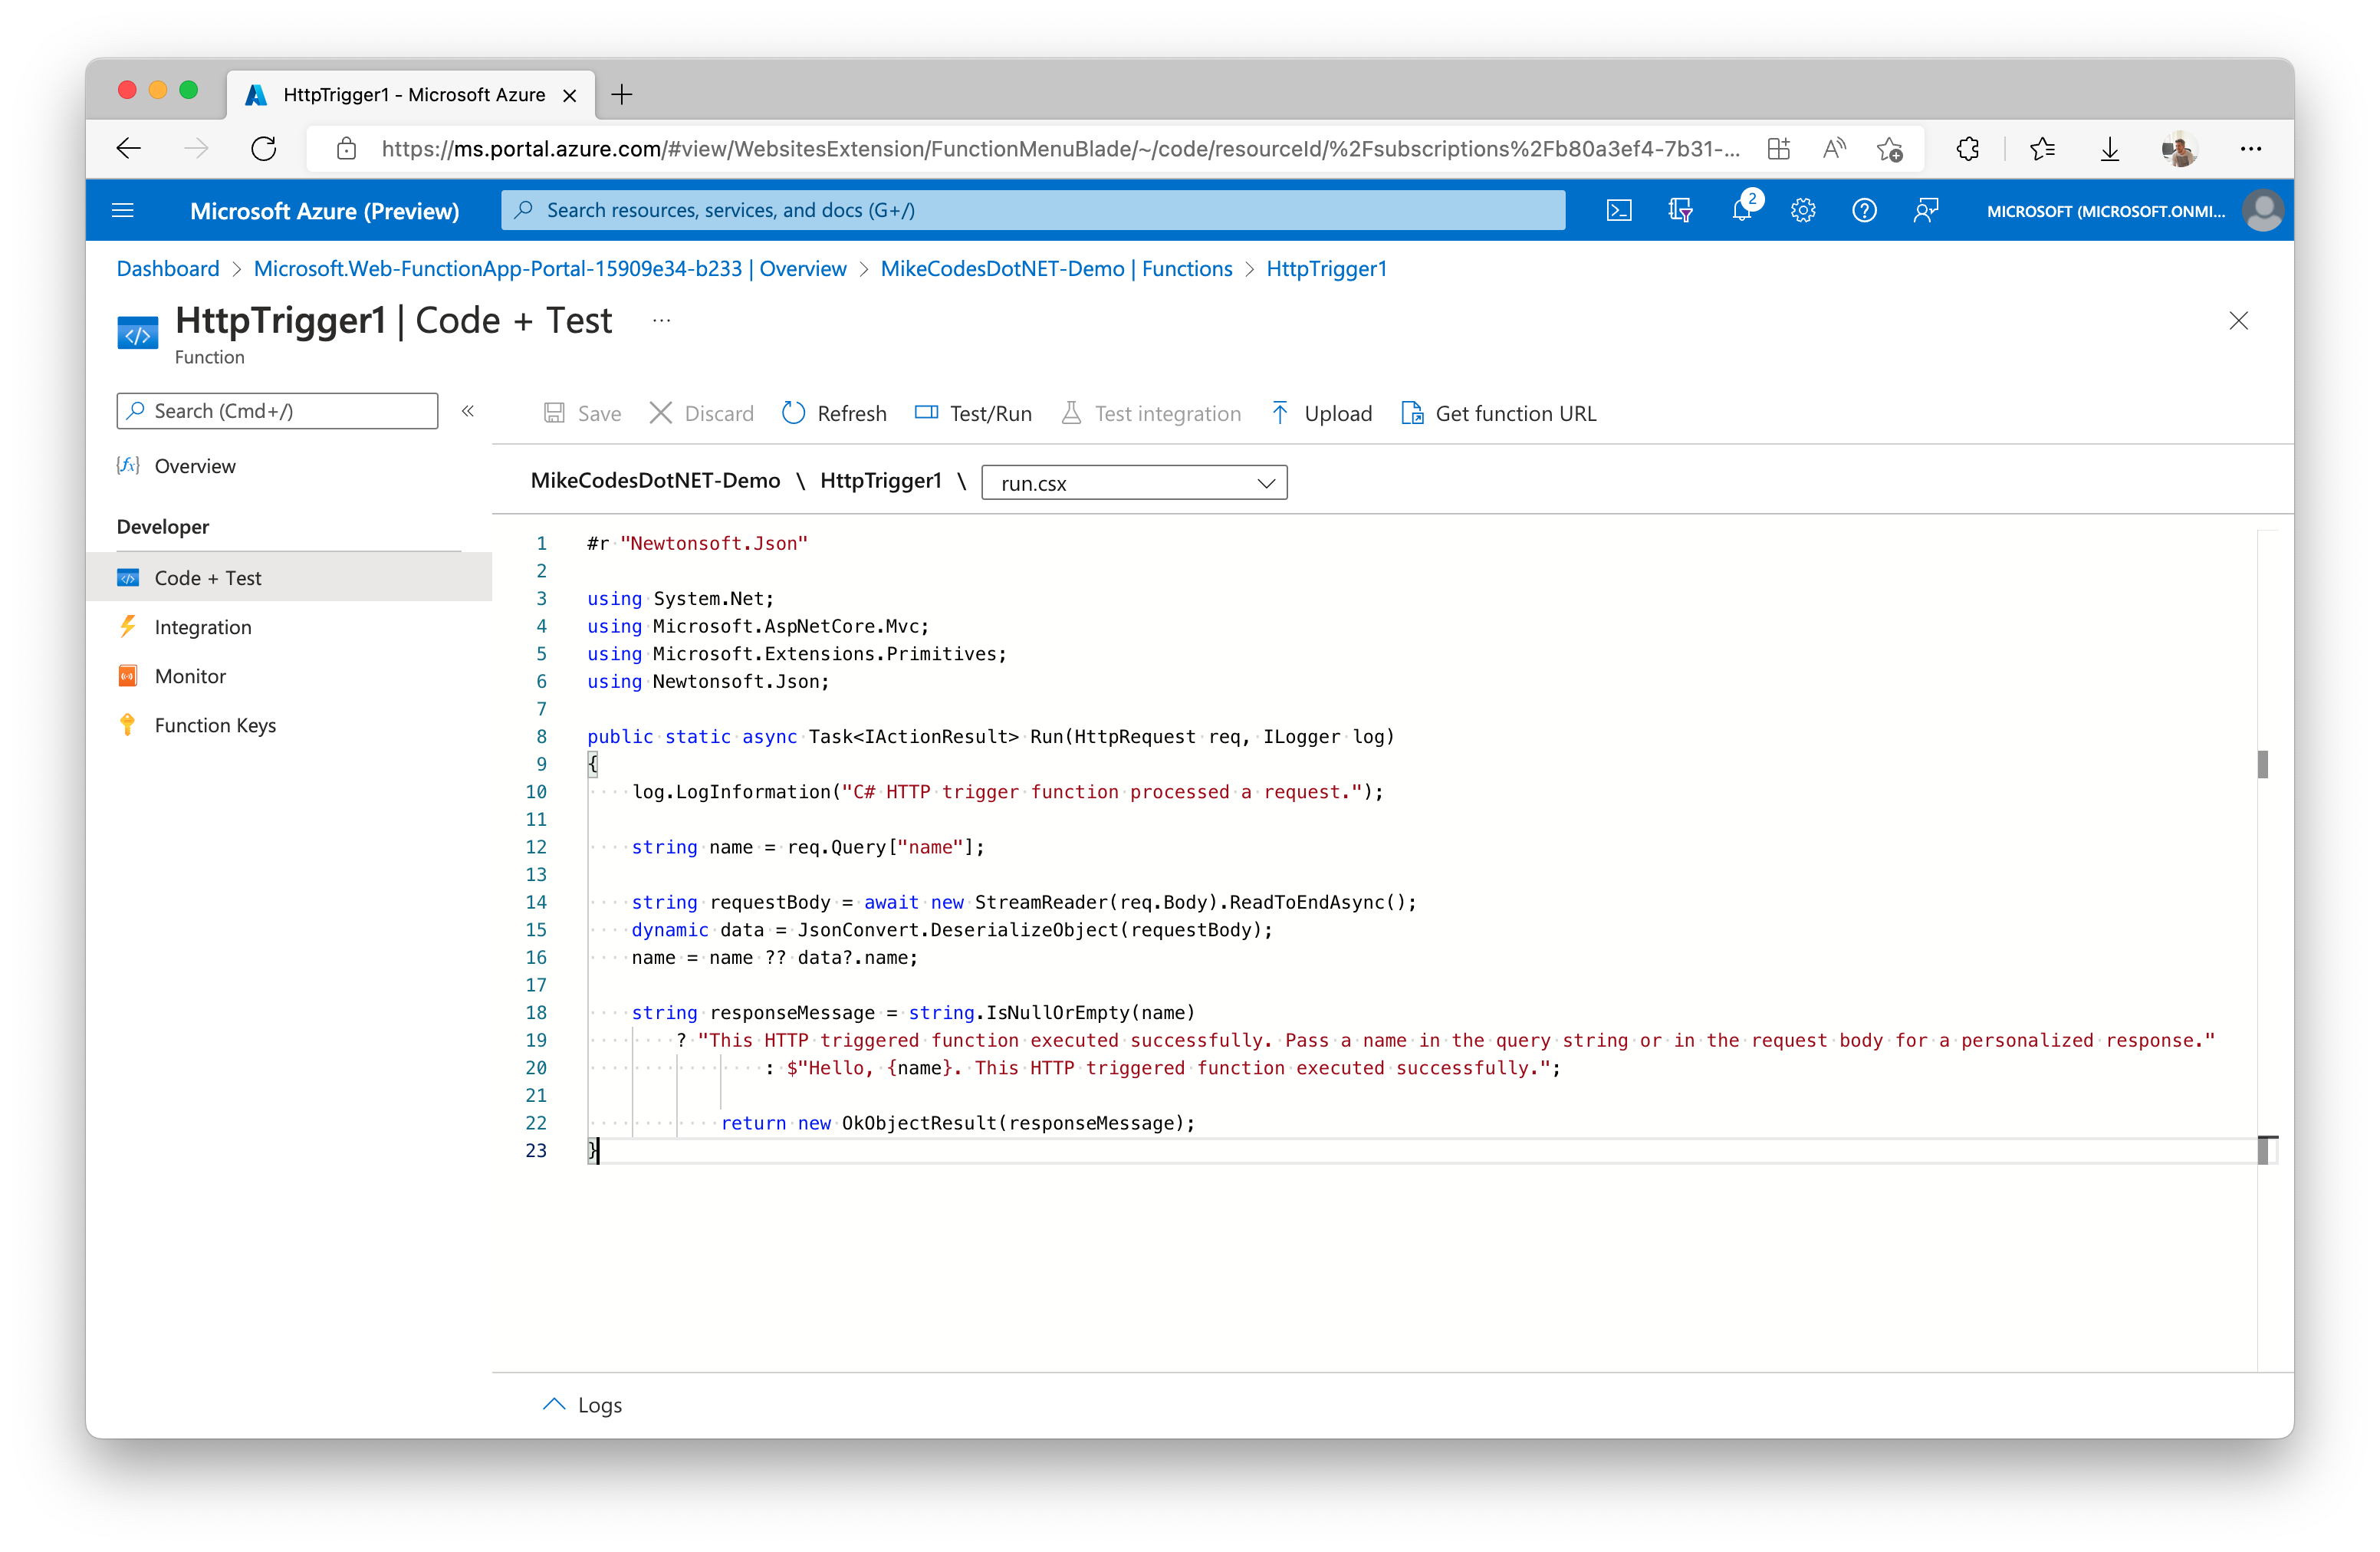 HttpTrigger1 - Microsoft Azure
https://ms.portal.azure.com/#view/WebsitesExtension/FunctionMenuBlade/~/code/resourceId/%2Fsubscriptions%2Fb80a3ef4-7b31-...
Microsoft Azure (Preview)
Search resources, services, and docs (G+/)
2
MICROSOFT (MICROSOFT.ONMI...
Dashboard > Microsoft.Web-FunctionApp-Portal-15909e34-b233 | Overview > MikeCodesDotNET-Demo | Functions > HttpTrigger1
HttpTrigger1 | Code + Test ...
Function
Search (Cmd+/) «
Save Discard Refresh Test/Run Test integration Upload Get function URL
Overview
Developer
Code + Test
Integration
Monitor
Function Keys
MikeCodesDotNET-Demo \ HttpTrigger1 \ run.csx
1 #r "Newtonsoft.Json"
2
3 using System.Net;
4 using Microsoft.AspNetCore.Mvc;
5 using Microsoft.Extensions.Primitives;
6 using Newtonsoft.Json;
7
8 public static async Task<IActionResult> Run(HttpRequest req, ILogger log)
9 {
10 log.LogInformation("C# HTTP trigger function processed a request.");
11
12 string name = req.Query["name"];
13
14 string requestBody = await new StreamReader(req.Body).ReadToEndAsync();
15 dynamic data = JsonConvert.DeserializeObject(requestBody);
16 name = name ?? data?.name;
17
18 string responseMessage = string.IsNullOrEmpty(name)
19 ? "This HTTP triggered function executed successfully. Pass a name in the query string or in the request body for a personalized response."
20 : $"Hello, {name}. This HTTP triggered function executed successfully.";
21
22 return new OkObjectResult(responseMessage);
23 }
Logs